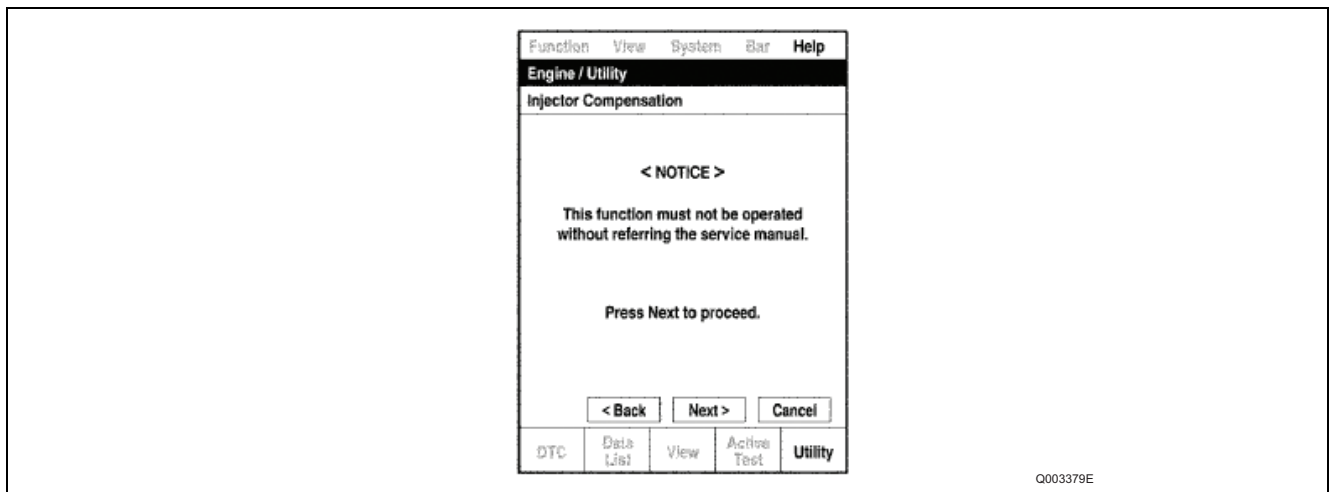 Function View System Bar Help
Engine / Utility
Injector Compensation
< NOTICE >
This function must not be operated
without referring the service manual.
Press Next to proceed.
< Back Next > Cancel
DTC Data List View Active Test Utility
Q003379E